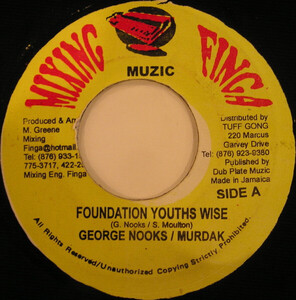 MIXING FINGA
MUZIC
Produced & Arr
M. Greene
Mixing
Finga@hotmail.
Tel: (876) 933-1
775-3717, 422-2
Mixing Eng. Finga
Distributed by
TUFF GONG
220 Marcus
Garvey Drive
Tel: (876) 923-9380
Published by
Dub Plate Muzic
Made in Jamaica
SIDE A
FOUNDATION YOUTHS WISE
(G. Nooks / S. Moulton)
GEORGE NOOKS / MURDAK
All Rights Reserved/Unauthorized Copying Strictly Prohibited.